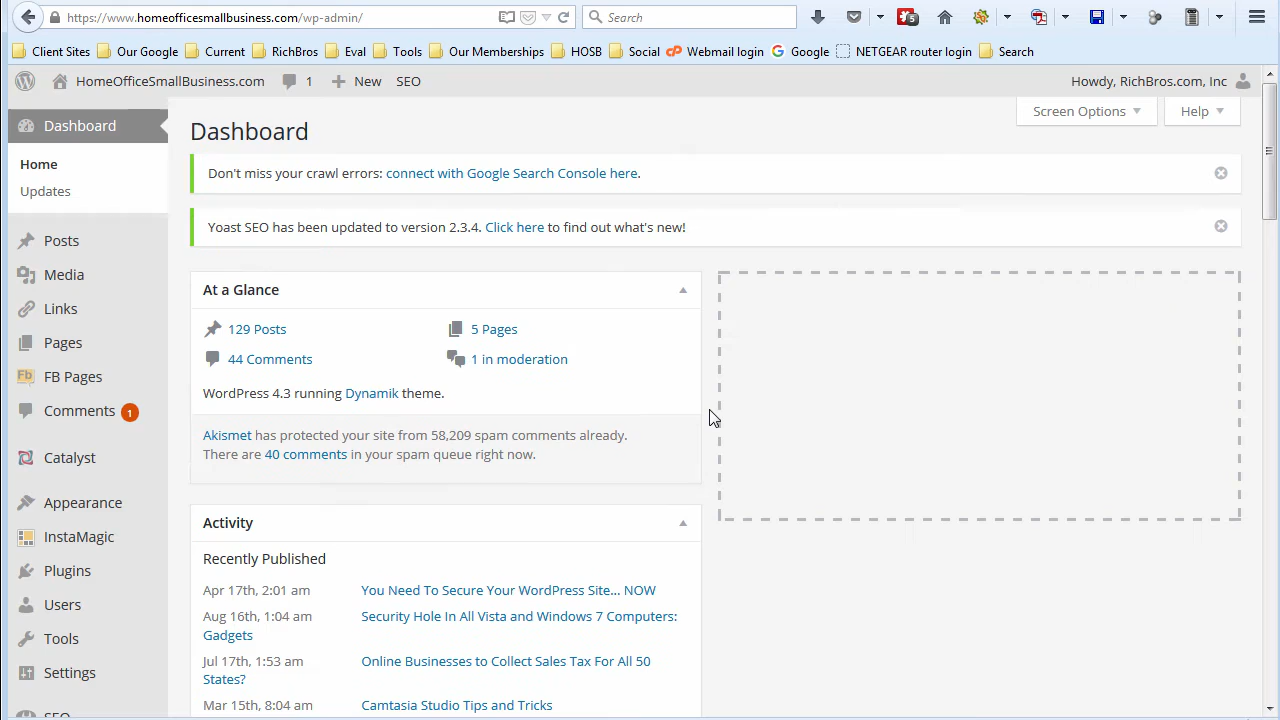 https://www.homeofficesmallbusiness.com/wp-admin/
Search
Client Sites Our Google Current RichBros Eval Tools Our Memberships HOSB Social Webmail login Google NETGEAR router login Search
HomeOfficeSmallBusiness.com 1 New SEO Howdy, RichBros.com, Inc
Screen Options Help
Dashboard
Home
Updates
Posts
Media
Links
Pages
FB Pages
Comments 1
Catalyst
Appearance
InstaMagic
Plugins
Users
Tools
Settings
SEO
Dashboard
Don't miss your crawl errors: connect with Google Search Console here.
Yoast SEO has been updated to version 2.3.4. Click here to find out what's new!
At a Glance
129 Posts 5 Pages
44 Comments 1 in moderation
WordPress 4.3 running Dynamik theme.
Akismet has protected your site from 58,209 spam comments already.
There are 40 comments in your spam queue right now.
Activity
Recently Published
Apr 17th, 2:01 am You Need To Secure Your WordPress Site... NOW
Aug 16th, 1:04 am Security Hole In All Vista and Windows 7 Computers:
Gadgets
Jul 17th, 1:53 am Online Businesses to Collect Sales Tax For All 50
States?
Mar 15th, 8:04 am Camtasia Studio Tips and Tricks